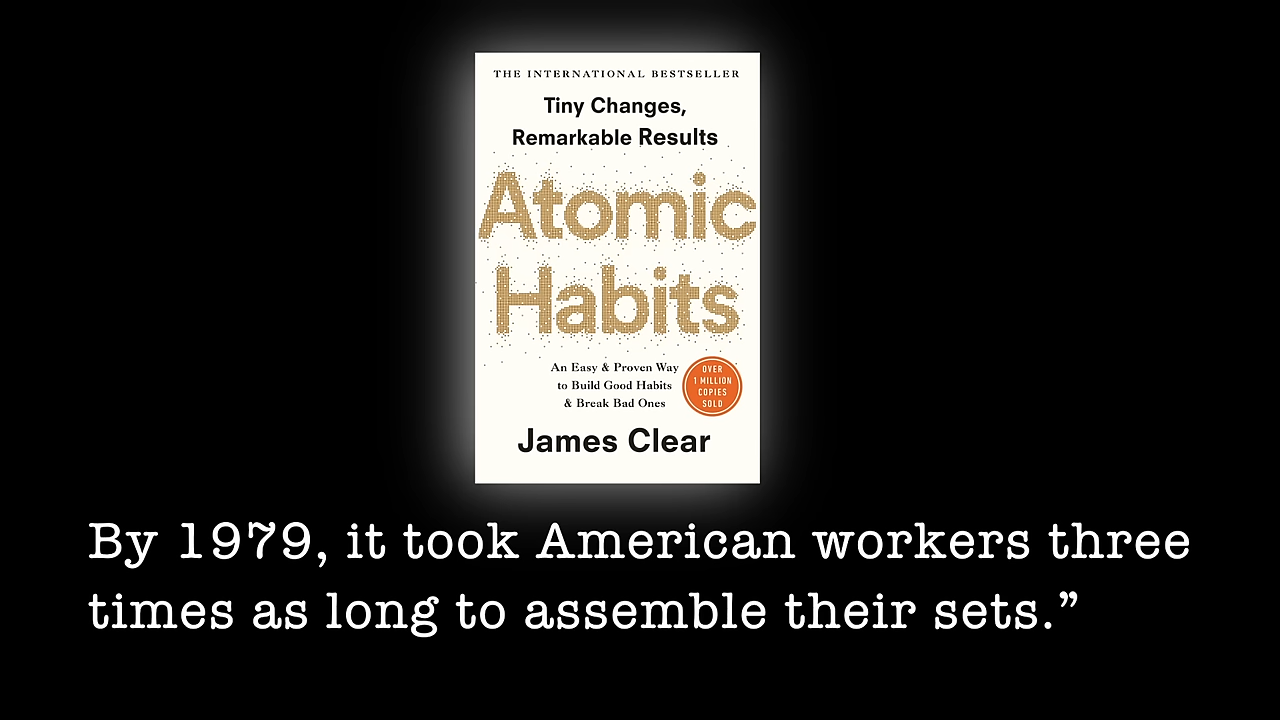 THE INTERNATIONAL BESTSELLER
Tiny Changes,
Remarkable Results
Atomic
Habits
An Easy & Proven Way
to Build Good Habits
& Break Bad Ones
OVER
1 MILLION
COPIES
SOLD
James Clear
By 1979, it took American workers three
times as long to assemble their sets.”